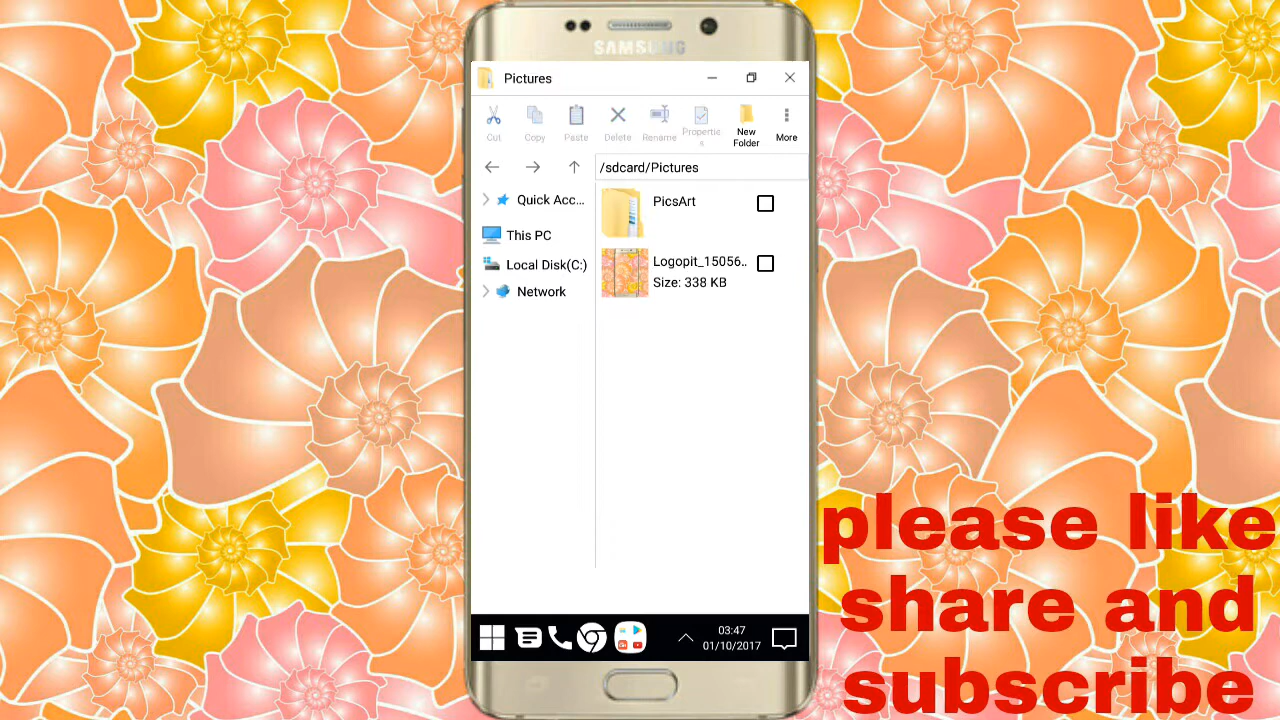 SAMSUNG
Pictures
Cut Copy Paste Delete Rename Propertie
s New
Folder More
/sdcard/Pictures
Quick Acc...
PicsArt
This PC
Local Disk(C:)
Logopit_15056..
Size: 338 KB
Network
03:47
01/10/2017
please like
share and
subscribe